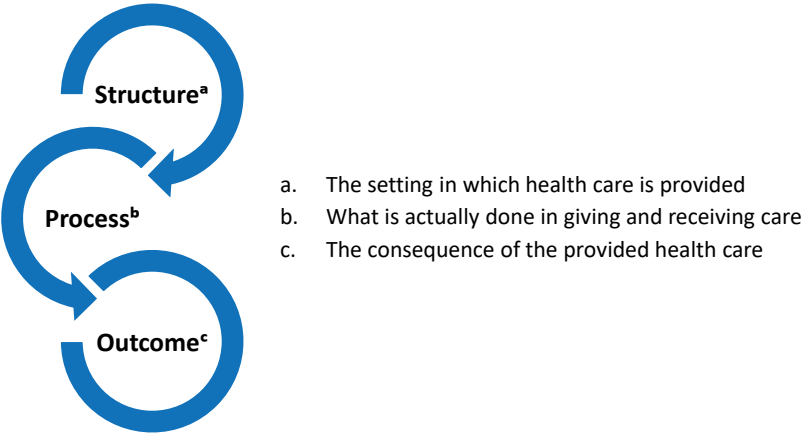 Structureᵃ
Processᵇ
Outcomeᶜ
a. The setting in which health care is provided
b. What is actually done in giving and receiving care
c. The consequence of the provided health care